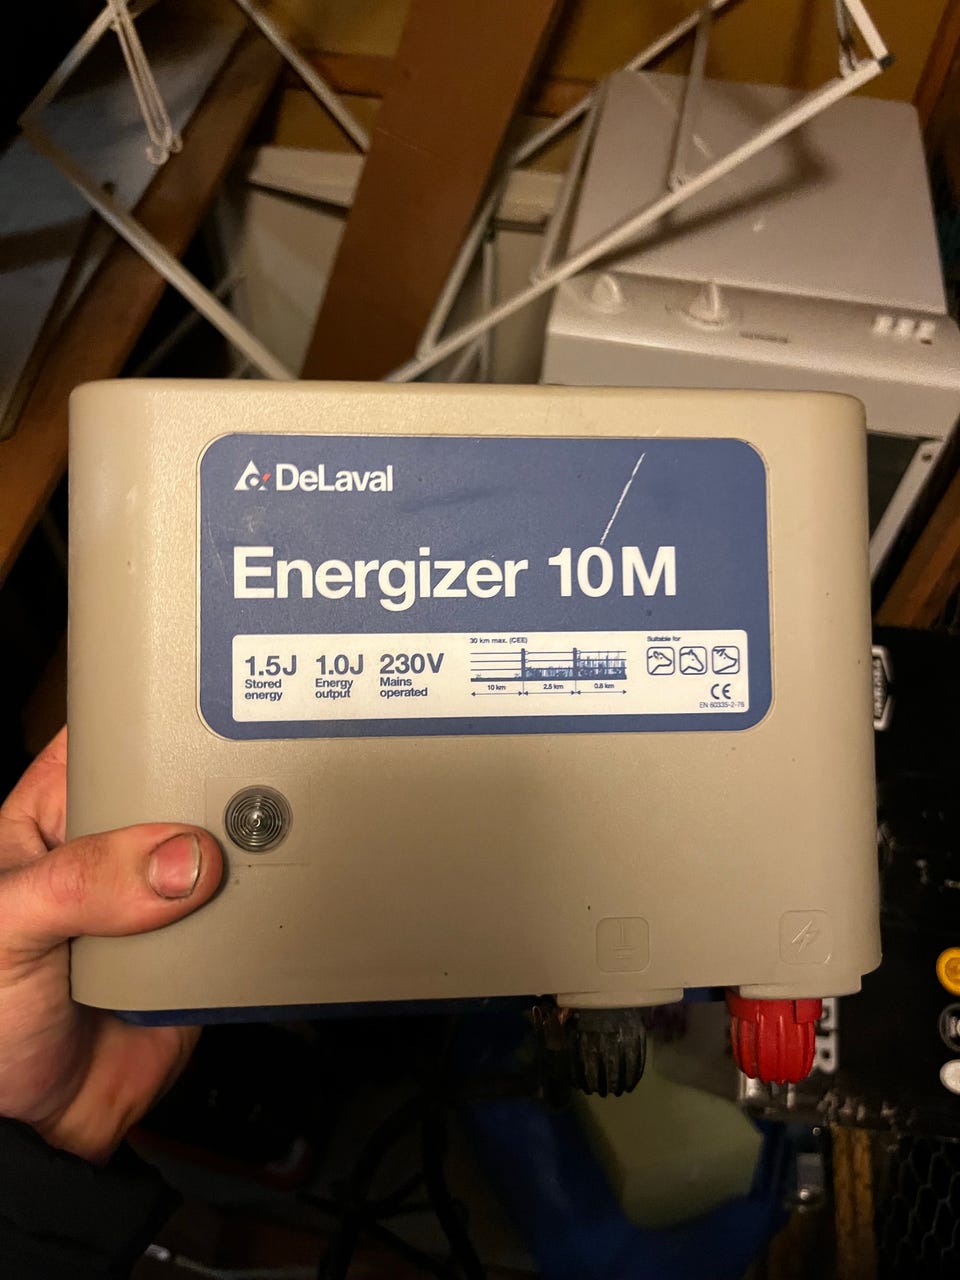 DeLaval
Energizer 10M
1.5J
Stored
energy
1.0J
Energy
output
230V
Mains
operated
30 km max. (CEE)
10 km
2.5 km
0.8 km
Suitable for
CE
EN 60335-2-76